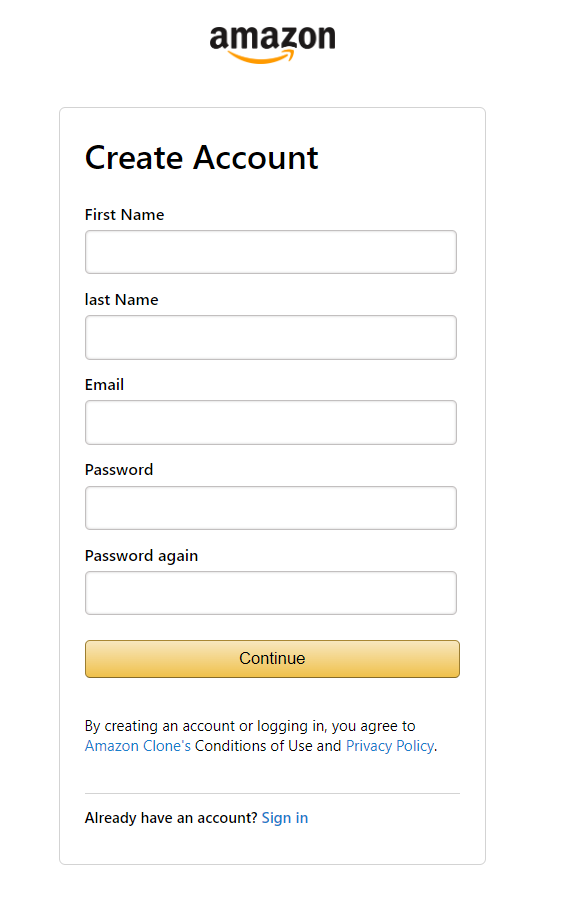 amazon
Create Account
First Name
last Name
Email
Password
Password again
Continue
By creating an account or logging in, you agree to
Amazon Clone's Conditions of Use and Privacy Policy.
Already have an account? Sign in